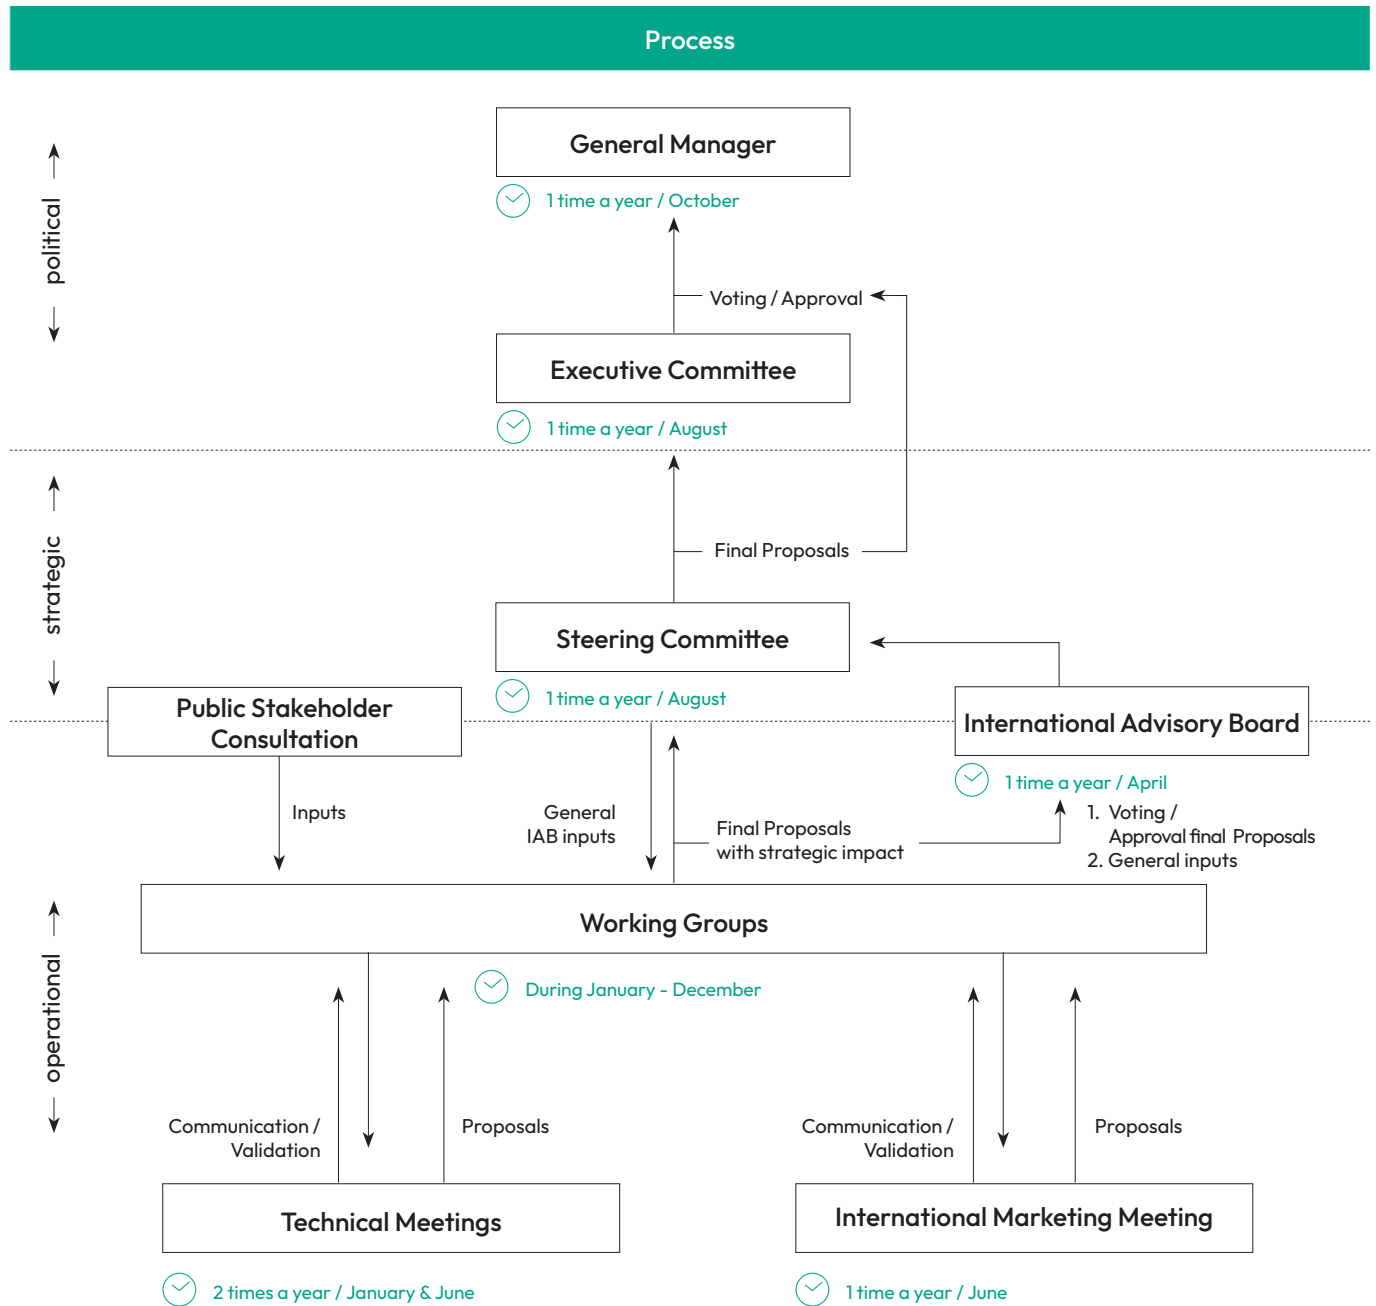 Process
General Manager
1 time a year / October
political
Voting / Approval
Executive Committee
1 time a year / August
strategic
Final Proposals
Steering Committee
1 time a year / August
Public Stakeholder
Consultation
International Advisory Board
1 time a year / April
Inputs
General
IAB inputs
Final Proposals
with strategic impact
1. Voting /
Approval final Proposals
2. General inputs
Working Groups
During January - December
operational
Communication /
Validation
Proposals
Communication /
Validation
Proposals
Technical Meetings
International Marketing Meeting
2 times a year / January & June
1 time a year / June